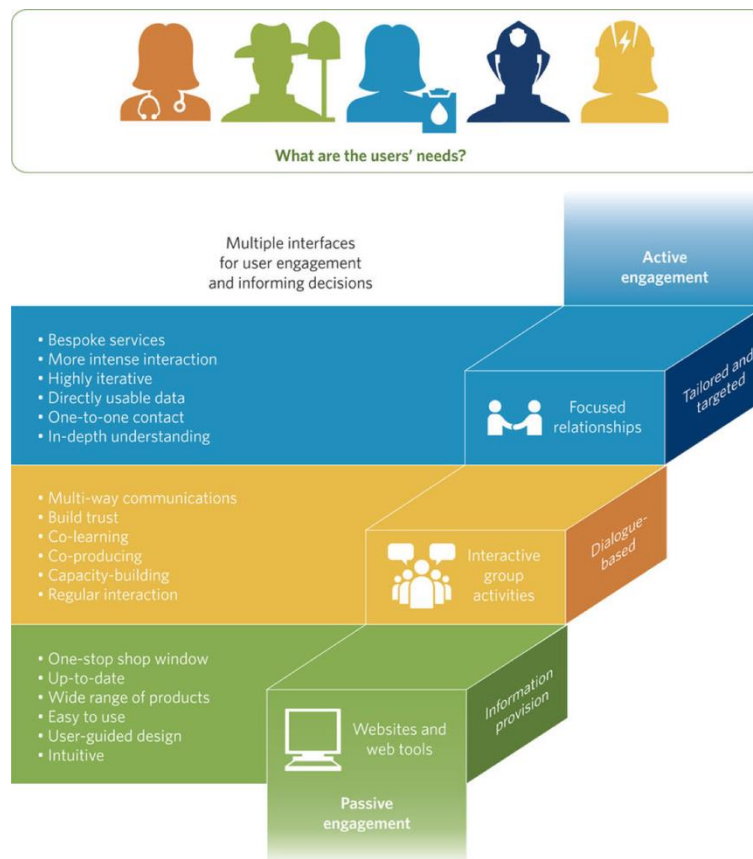 What are the users' needs?
Multiple interfaces
for user engagement
and informing decisions
Active
engagement
• Bespoke services
• More intense interaction
• Highly iterative
• Directly usable data
• One-to-one contact
• In-depth understanding
Focused
relationships
Tailored and
targeted
• Multi-way communications
• Build trust
• Co-learning
• Co-producing
• Capacity-building
• Regular interaction
Interactive
group
activities
Dialogue-
based
• One-stop shop window
• Up-to-date
• Wide range of products
• Easy to use
• User-guided design
• Intuitive
Websites and
web tools
Information
provision
Passive
engagement